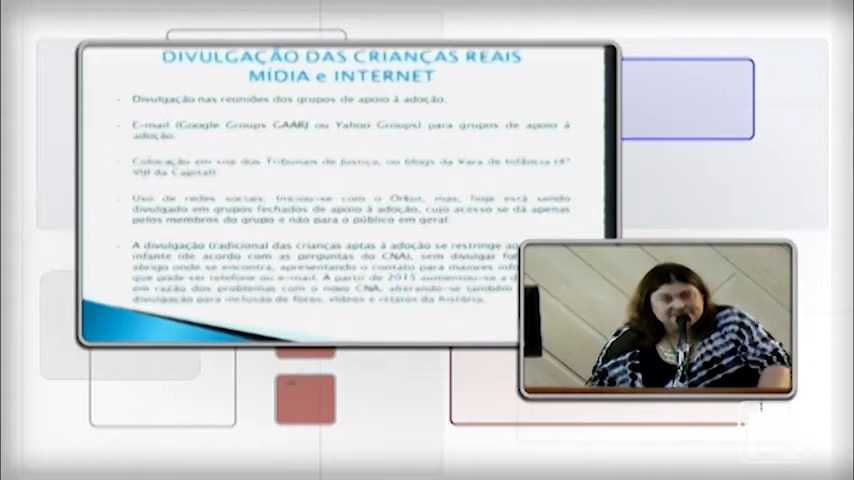 DIVULGAÇÃO DAS CRIANÇAS REAIS
MÍDIA e INTERNET
- Divulgação nas reuniões dos grupos de apoio à adoção;
- E-mail (Google Groups GAARJ ou Yahoo Groups) para grupos de apoio à
adoção;
- Colocação em site dos Tribunais de Justiça, ou blogs da Vara de Infância (4ª
VIJI da Capital);
- Uso de redes sociais. Iniciou-se com o Orkut, mas, hoje está sendo
divulgado em grupos fechados de apoio à adoção, cujo acesso se dá apenas
pelos membros do grupo e não para o público em geral.
- A divulgação tradicional das crianças aptas à adoção se restringe ao
infante (de acordo com as perguntas do CNA), sem divulgar
abrigo onde se encontra, apresentando o contato para maiores
que pode ser telefone ou e-mail. A partir de 2015 aumentou-se a
em razão dos problemas com o novo CNA, alterando-se também
divulgação para inclusão de fotos, vídeos e relatos da história.